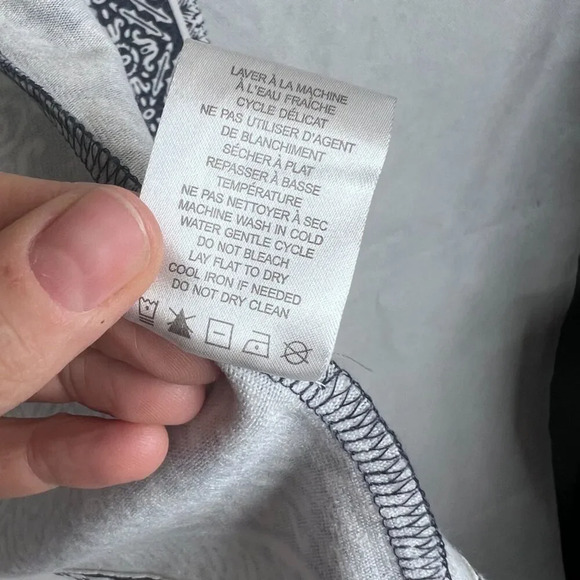 LAVER À LA MACHINE
À L'EAU FRAÎCHE
CYCLE DÉLICAT
NE PAS UTILISER D'AGENT
DE BLANCHIMENT
SÉCHER À PLAT
REPASSER À BASSE
TEMPÉRATURE
NE PAS NETTOYER À SEC
MACHINE WASH IN COLD
WATER GENTLE CYCLE
DO NOT BLEACH
LAY FLAT TO DRY
COOL IRON IF NEEDED
DO NOT DRY CLEAN